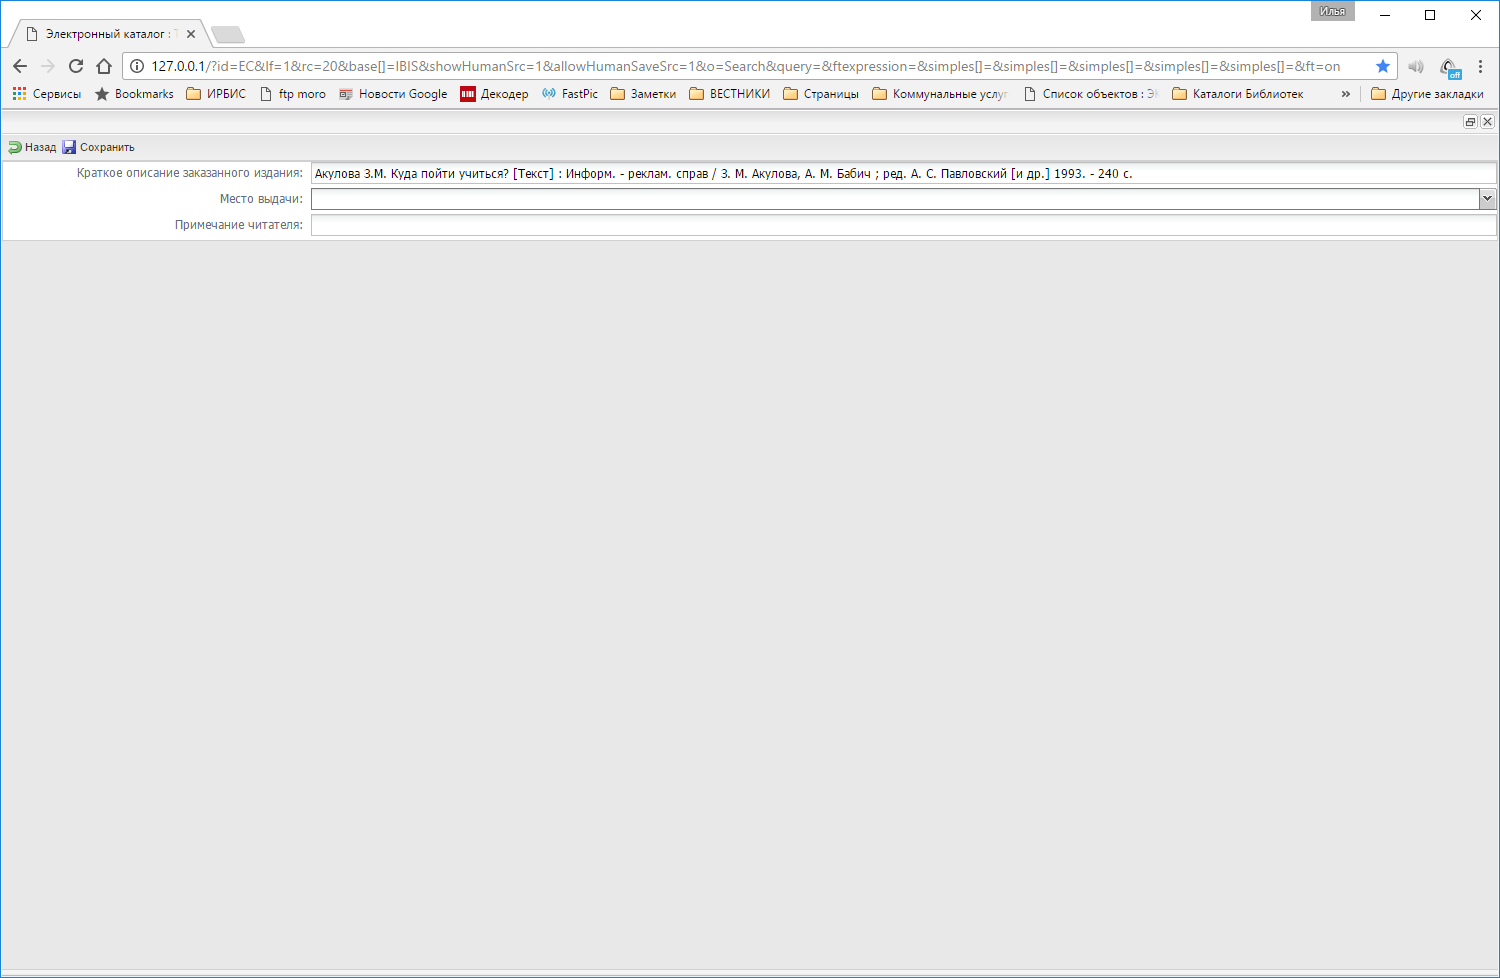 Илья
Электронный каталог :
127.0.0.1/?id=EC&lf=1&rc=20&base[]=IBIS&showHumanSrc=1&allowHumanSaveSrc=1&o=Search&query=&ftexpression=&simples[]=&simples[]=&simples[]=&simples[]=&simples[]=&ft=on
off
Сервисы Bookmarks ИРБИС ftp moro Новости Google Декодер FastPic Заметки ВЕСТНИКИ Страницы Коммунальные услуг Список объектов : Каталоги Библиотек » Другие закладки
Назад Сохранить
Краткое описание заказанного издания: Акулова З.М. Куда пойти учиться? [Текст] : Информ. - реклам. справ / З. М. Акулова, А. М. Бабич ; ред. А. С. Павловский [и др.] 1993. - 240 с.
Место выдачи:
Примечание читателя: